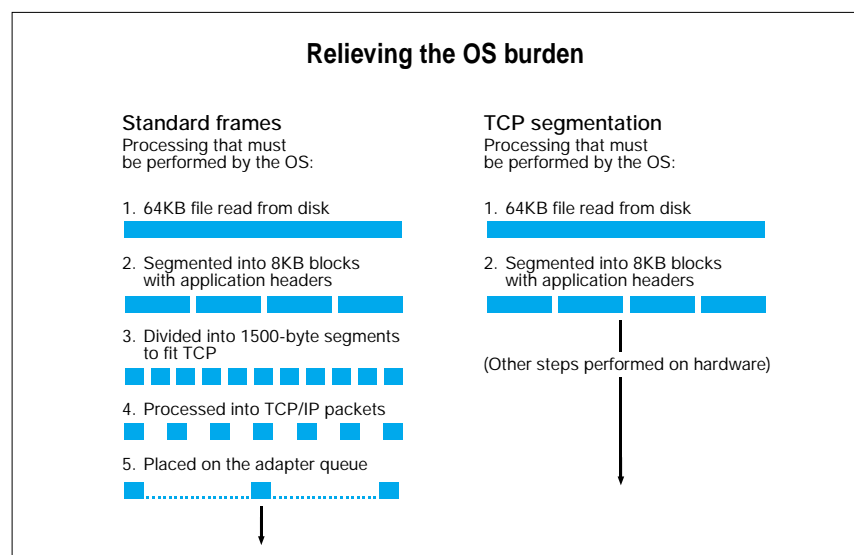 Relieving the OS burden
Standard frames
Processing that must
be performed by the OS:
1. 64KB file read from disk
2. Segmented into 8KB blocks
with application headers
3. Divided into 1500-byte segments
to fit TCP
4. Processed into TCP/IP packets
5. Placed on the adapter queue
TCP segmentation
Processing that must
be performed by the OS:
1. 64KB file read from disk
2. Segmented into 8KB blocks
with application headers
(Other steps performed on hardware)